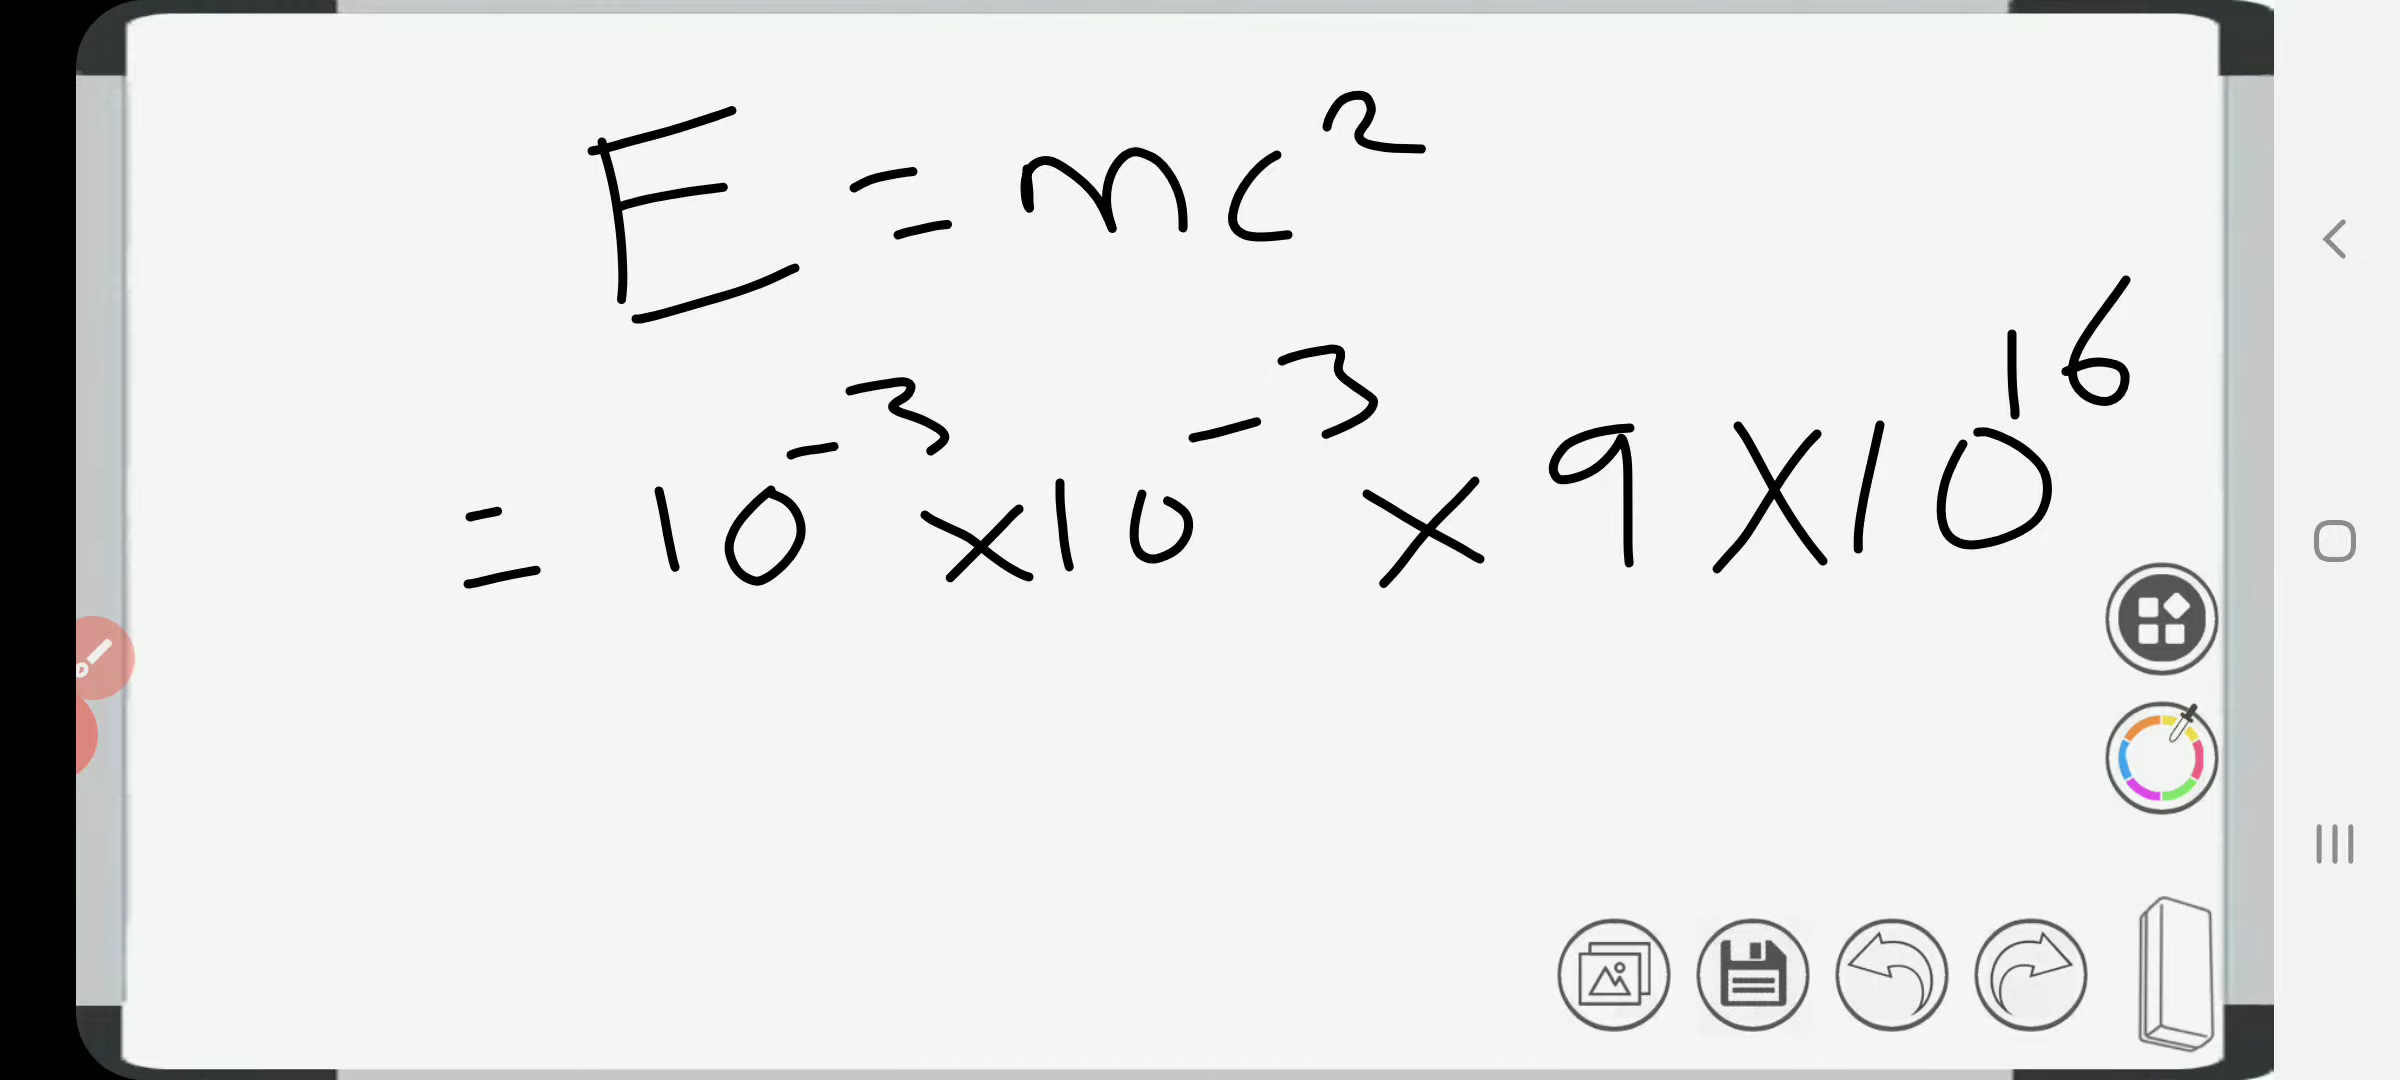 E = mc²
= 10⁻³ × 10⁻³ × 9 × 10¹⁶